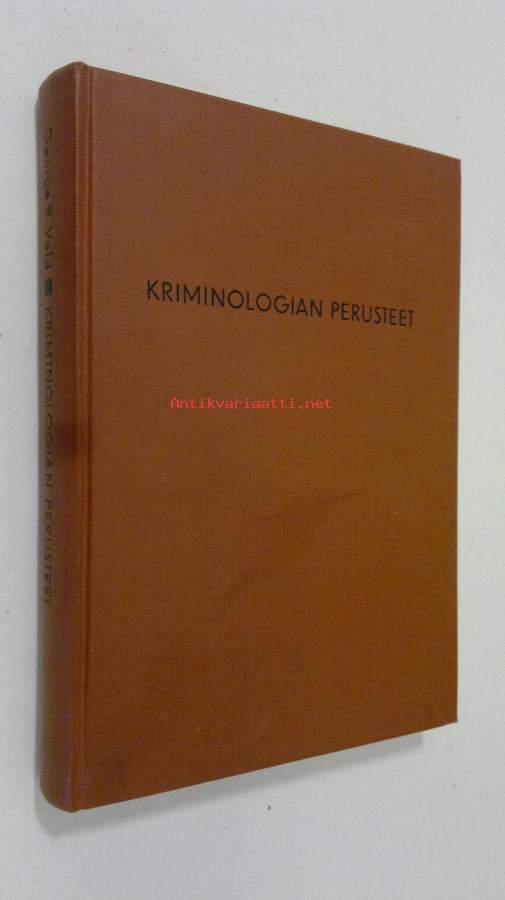 George B. Vold KRIMINOLOGIAN PERUSTEET
KRIMINOLOGIAN PERUSTEET
Antikvariaatti.net